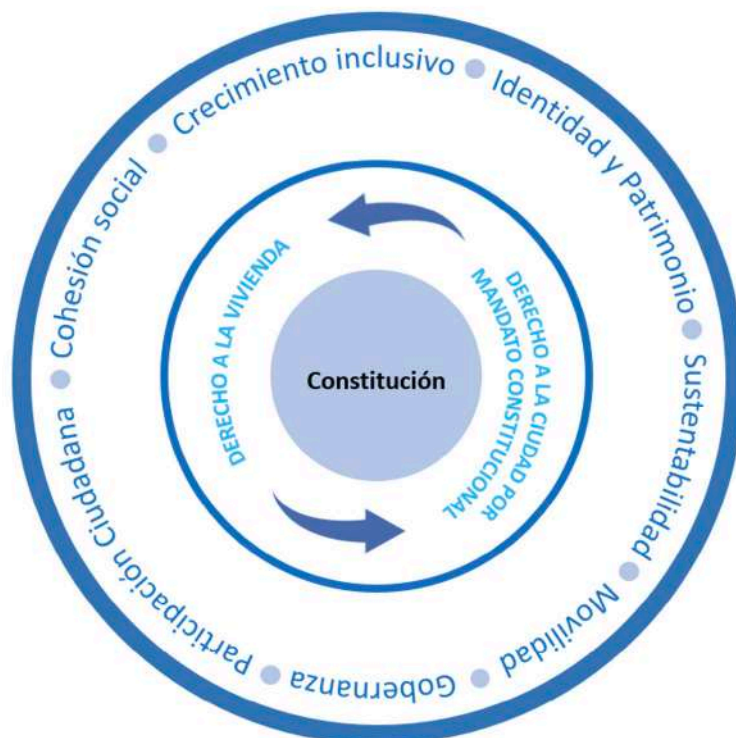 Crecimiento inclusivo
Identidad y Patrimonio
Sustentabilidad
Movilidad
Gobernanza
Participación Ciudadana
Cohesión social
DERECHO A LA VIVIENDA
DERECHO A LA CIUDAD POR
MANDATO CONSTITUCIONAL
Constitución